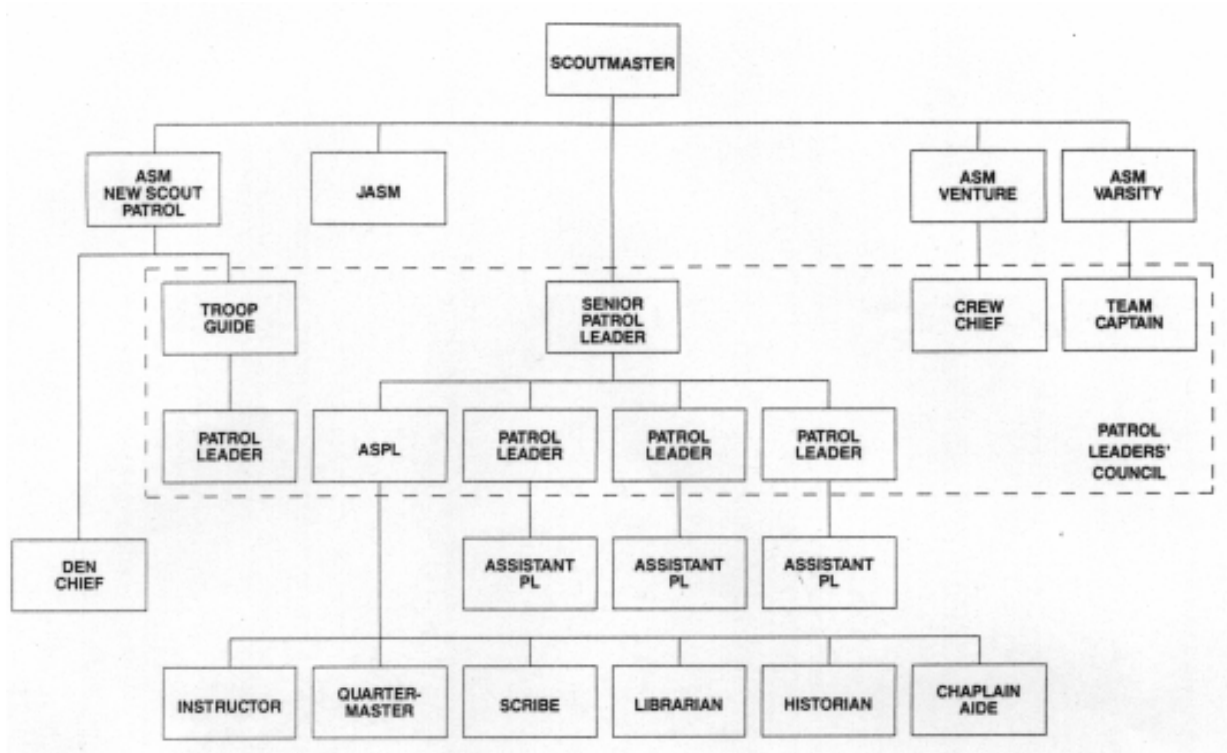 SCOUTMASTER
ASM
NEW SCOUT
PATROL
JASM
ASM
VENTURE
ASM
VARSITY
TROOP
GUIDE
SENIOR
PATROL
LEADER
CREW
CHIEF
TEAM
CAPTAIN
PATROL
LEADER
ASPL
PATROL
LEADER
PATROL
LEADER
PATROL
LEADER
PATROL
LEADERS'
COUNCIL
DEN
CHIEF
ASSISTANT
PL
ASSISTANT
PL
ASSISTANT
PL
INSTRUCTOR
QUARTER-
MASTER
SCRIBE
LIBRARIAN
HISTORIAN
CHAPLAIN
AIDE